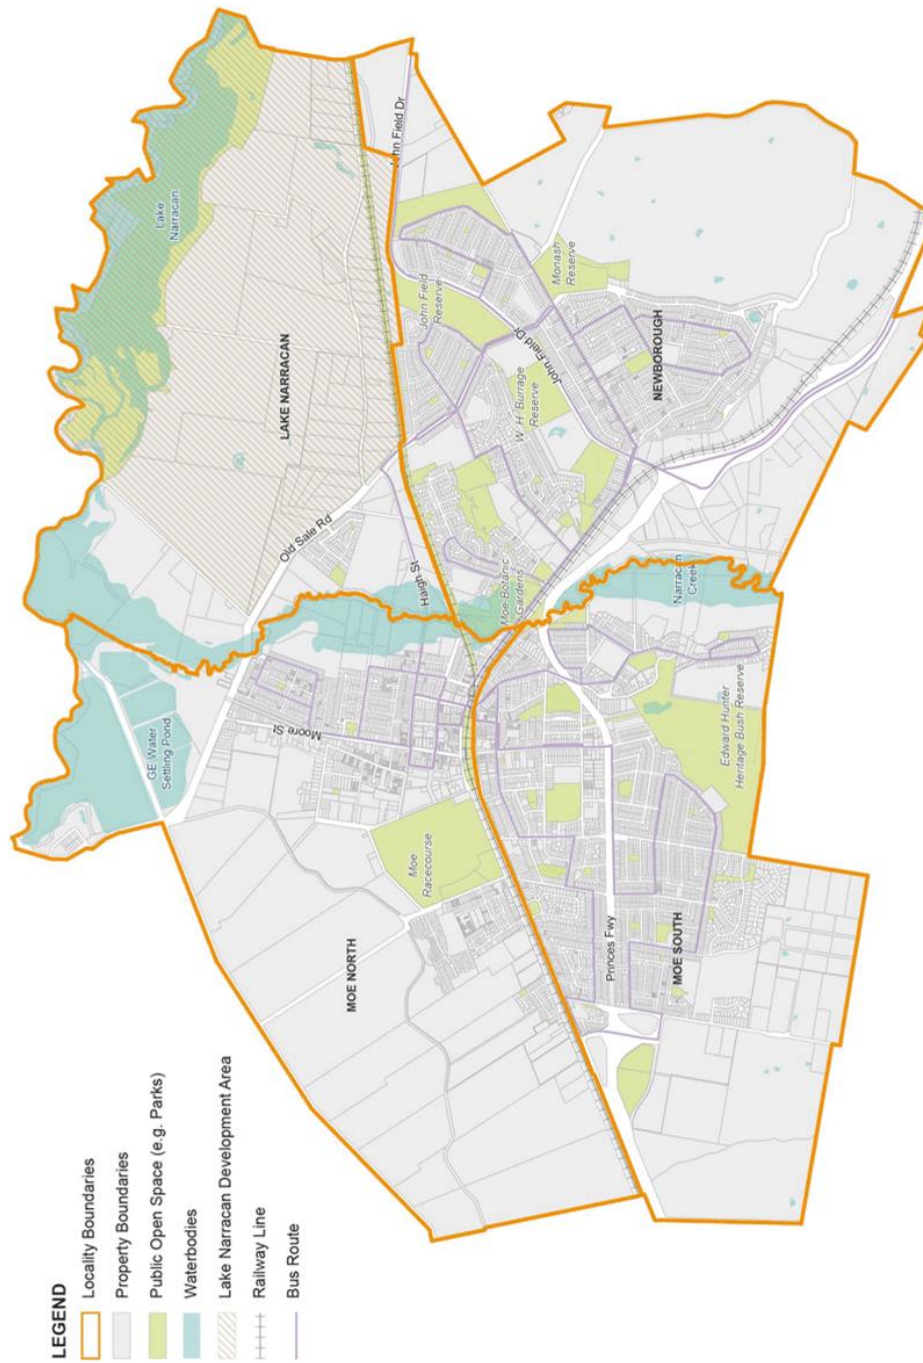 LEGEND
Locality Boundaries
Property Boundaries
Public Open Space (e.g. Parks)
Waterbodies
Lake Narracan Development Area
Railway Line
Bus Route
GE Water
Settling Pond
Lake
Narracan
LAKE NARRACAN
Old Sale Rd
Haigh St
Moore St
MOE NORTH
Moe
Racecourse
John Field Dr
John Field
Reserve
Monash
Reserve
John Field Dr
W. H. Burrage
Reserve
NEWBOROUGH
Moe Botanic
Gardens
Narracan
Creek
Edward Hunter
Heritage Bush Reserve
Princes Fwy
MOE SOUTH